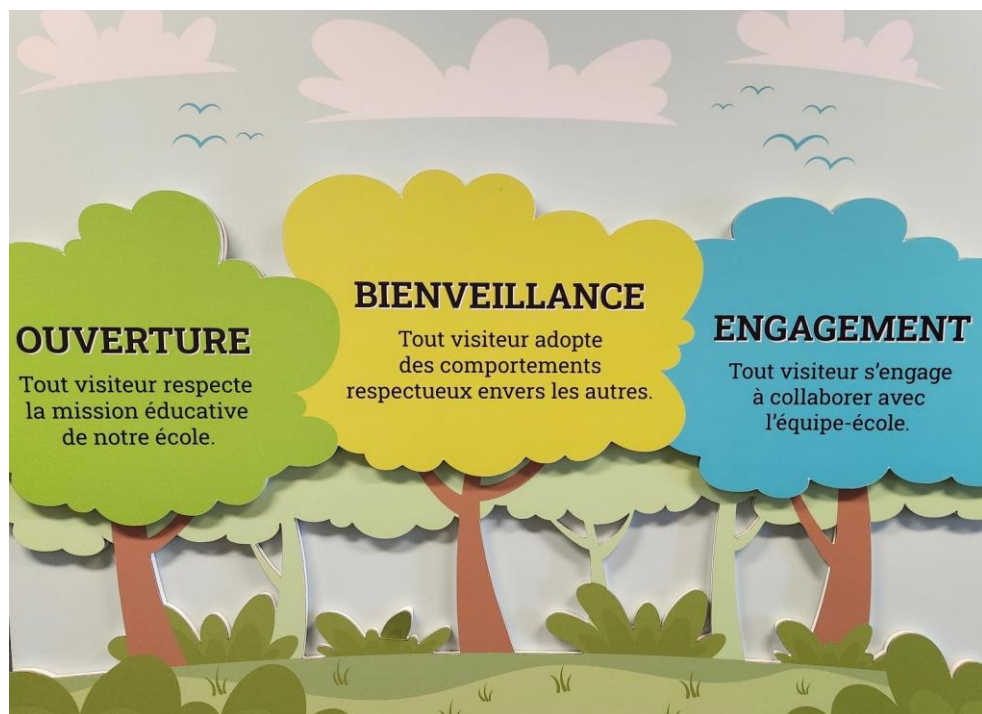 OUVERTURE
Tout visiteur respecte
la mission éducative
de notre école.
BIENVEILLANCE
Tout visiteur adopte
des comportements
respectueux envers les autres.
ENGAGEMENT
Tout visiteur s'engage
à collaborer avec
l'équipe-école.